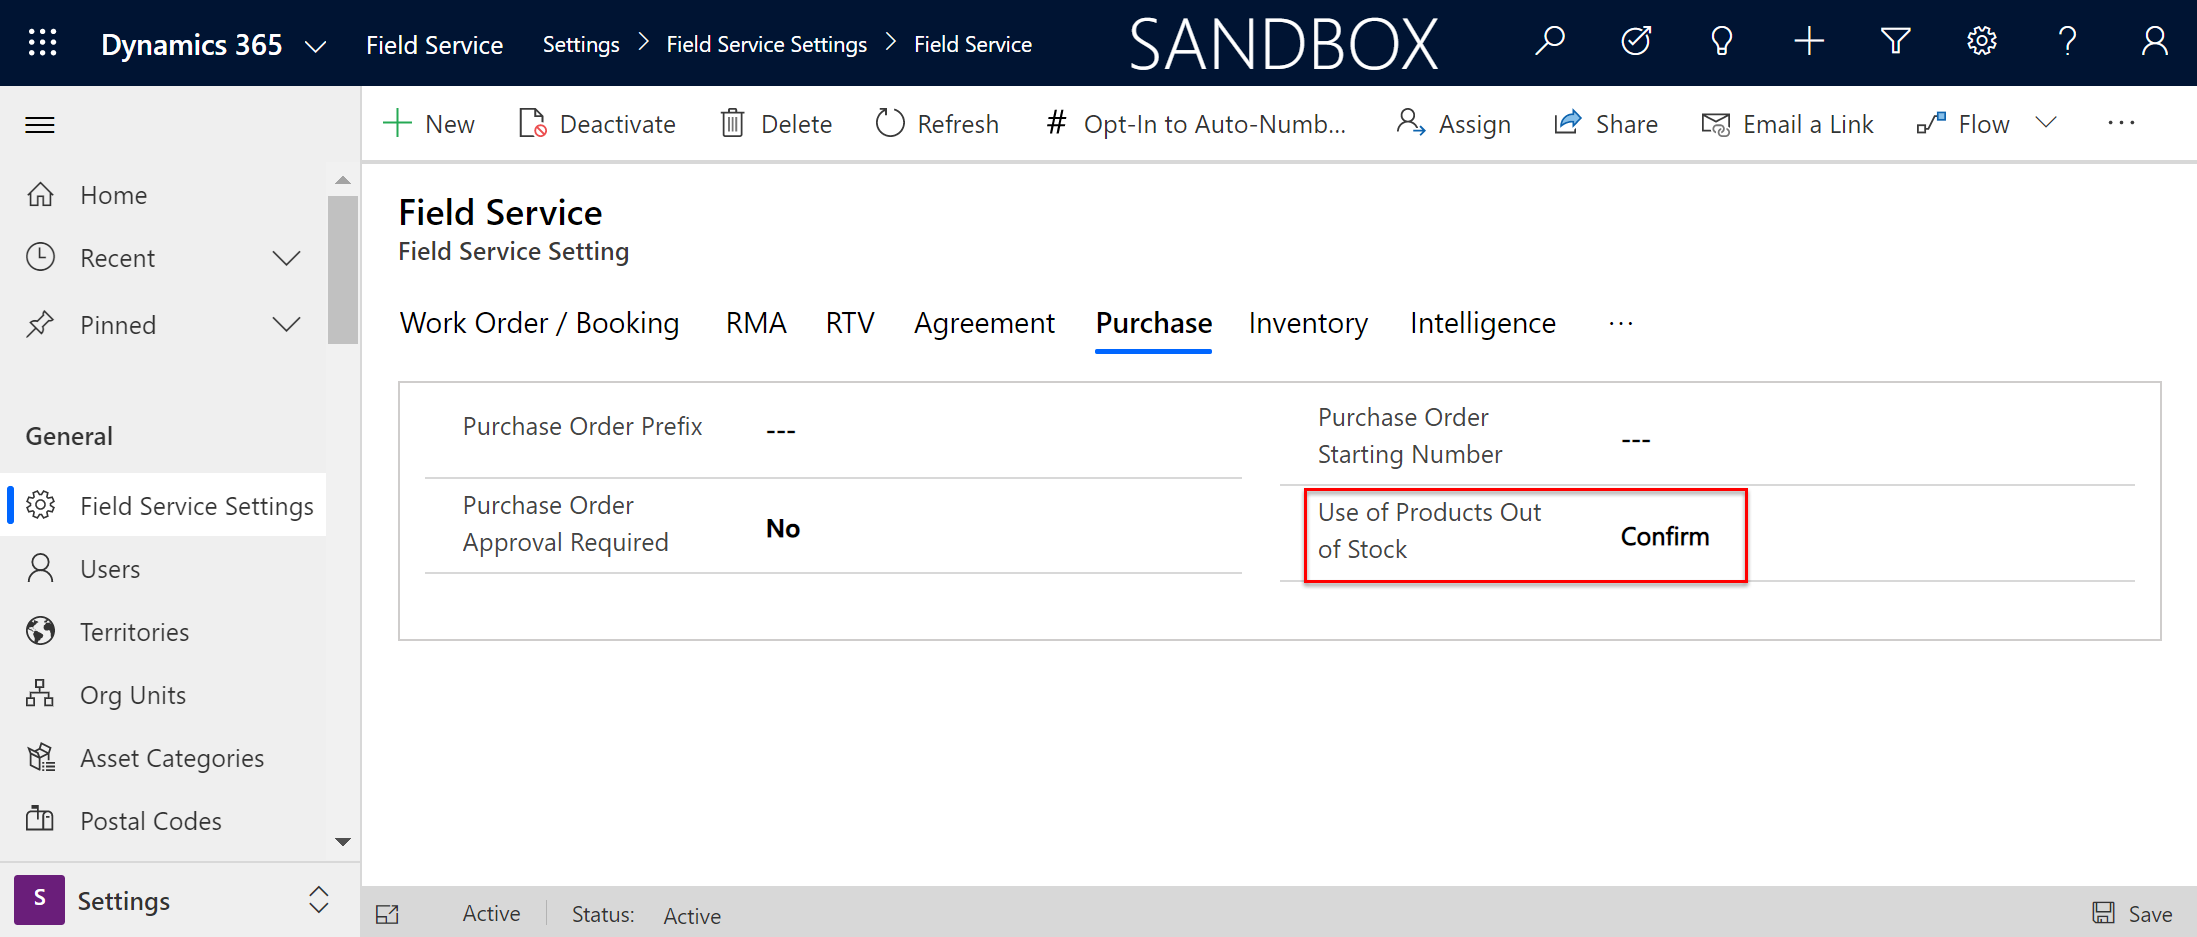 Dynamics 365
Field Service
Settings
Field Service Settings
Field Service
SANDBOX
New
Deactivate
Delete
Refresh
# Opt-In to Auto-Numb...
Assign
Share
Email a Link
Flow
...
Home
Recent
Pinned
General
Field Service Settings
Users
Territories
Org Units
Asset Categories
Postal Codes
S
Settings
Field Service
Field Service Setting
Work Order / Booking
RMA
RTV
Agreement
Purchase
Inventory
Intelligence
...
Purchase Order Prefix
---
Purchase Order
Approval Required
No
Purchase Order
Starting Number
---
Use of Products Out
of Stock
Confirm
Active
Status:
Active
Save